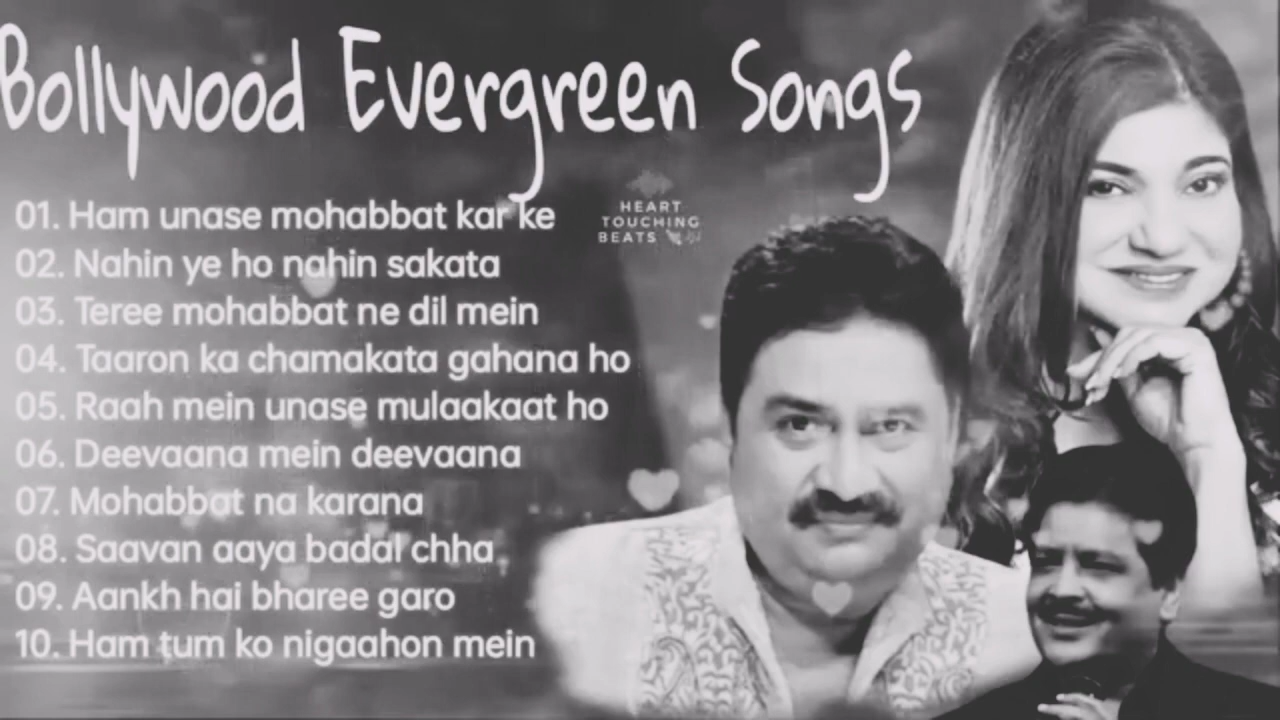 Bollywood Evergreen Songs
01. Ham unase mohabbat kar ke
02. Nahin ye ho nahin sakata
03. Teree mohabbat ne dil mein
04. Taaron ka chamakata gahana ho
05. Raah mein unase mulaakaat ho
06. Deevaana mein deevaana
07. Mohabbat na karana
08. Saavan aaya badal chha
09. Aankh hai bharee garo
10. Ham tum ko nigaahon mein
HEART
TOUCHING
BEATS